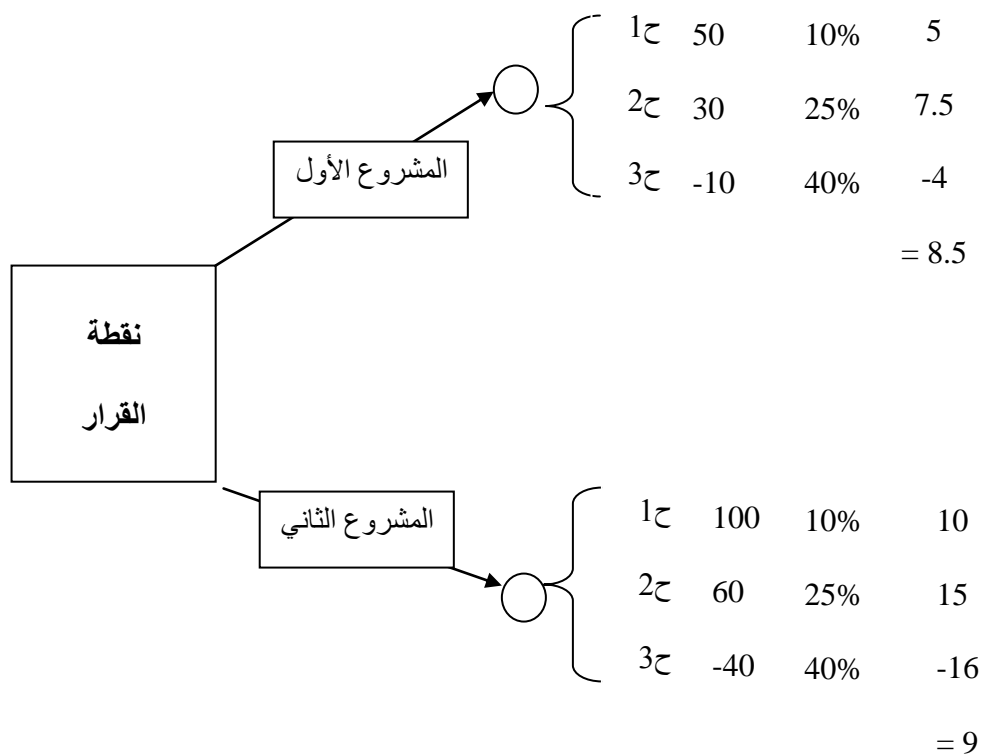 ح1 50 10% 5
ح2 30 25% 7.5
المشروع الأول
ح3 -10 40% -4
= 8.5
نقطة
القرار
المشروع الثاني
ح1 100 10% 10
ح2 60 25% 15
ح3 -40 40% -16
= 9